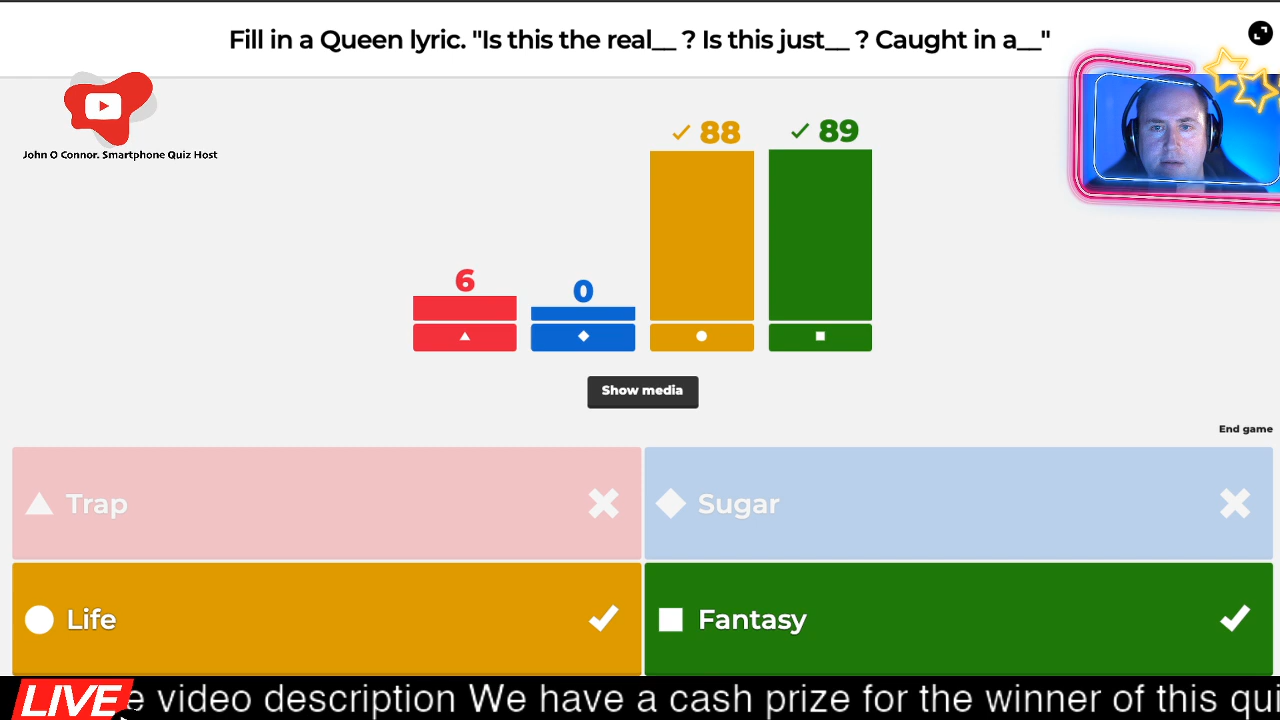 Fill in a Queen lyric. "Is this the real__ ? Is this just__ ? Caught in a__"
John O Connor. Smartphone Quiz Host
88
89
6
0
Show media
End game
Trap
Sugar
Life
Fantasy
LIVE
e video description We have a cash prize for the winner of this qui